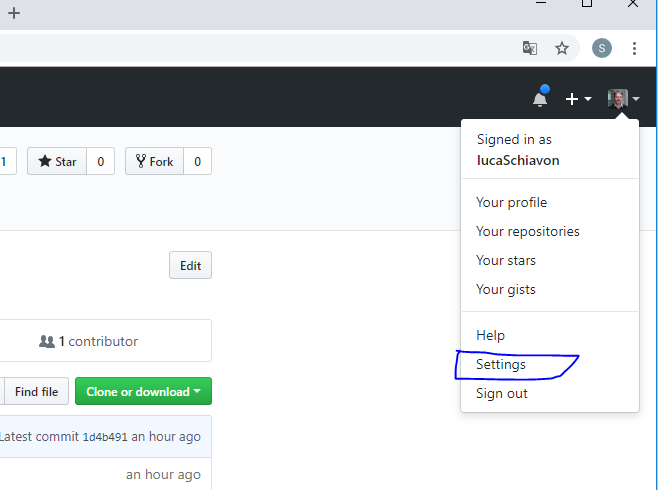 S
1
Star
0
Fork
0
Signed in as
lucaSchiavon
Your profile
Your repositories
Your stars
Your gists
Help
Settings
Sign out
Edit
1 contributor
Find file
Clone or download
Latest commit 1d4b491 an hour ago
an hour ago